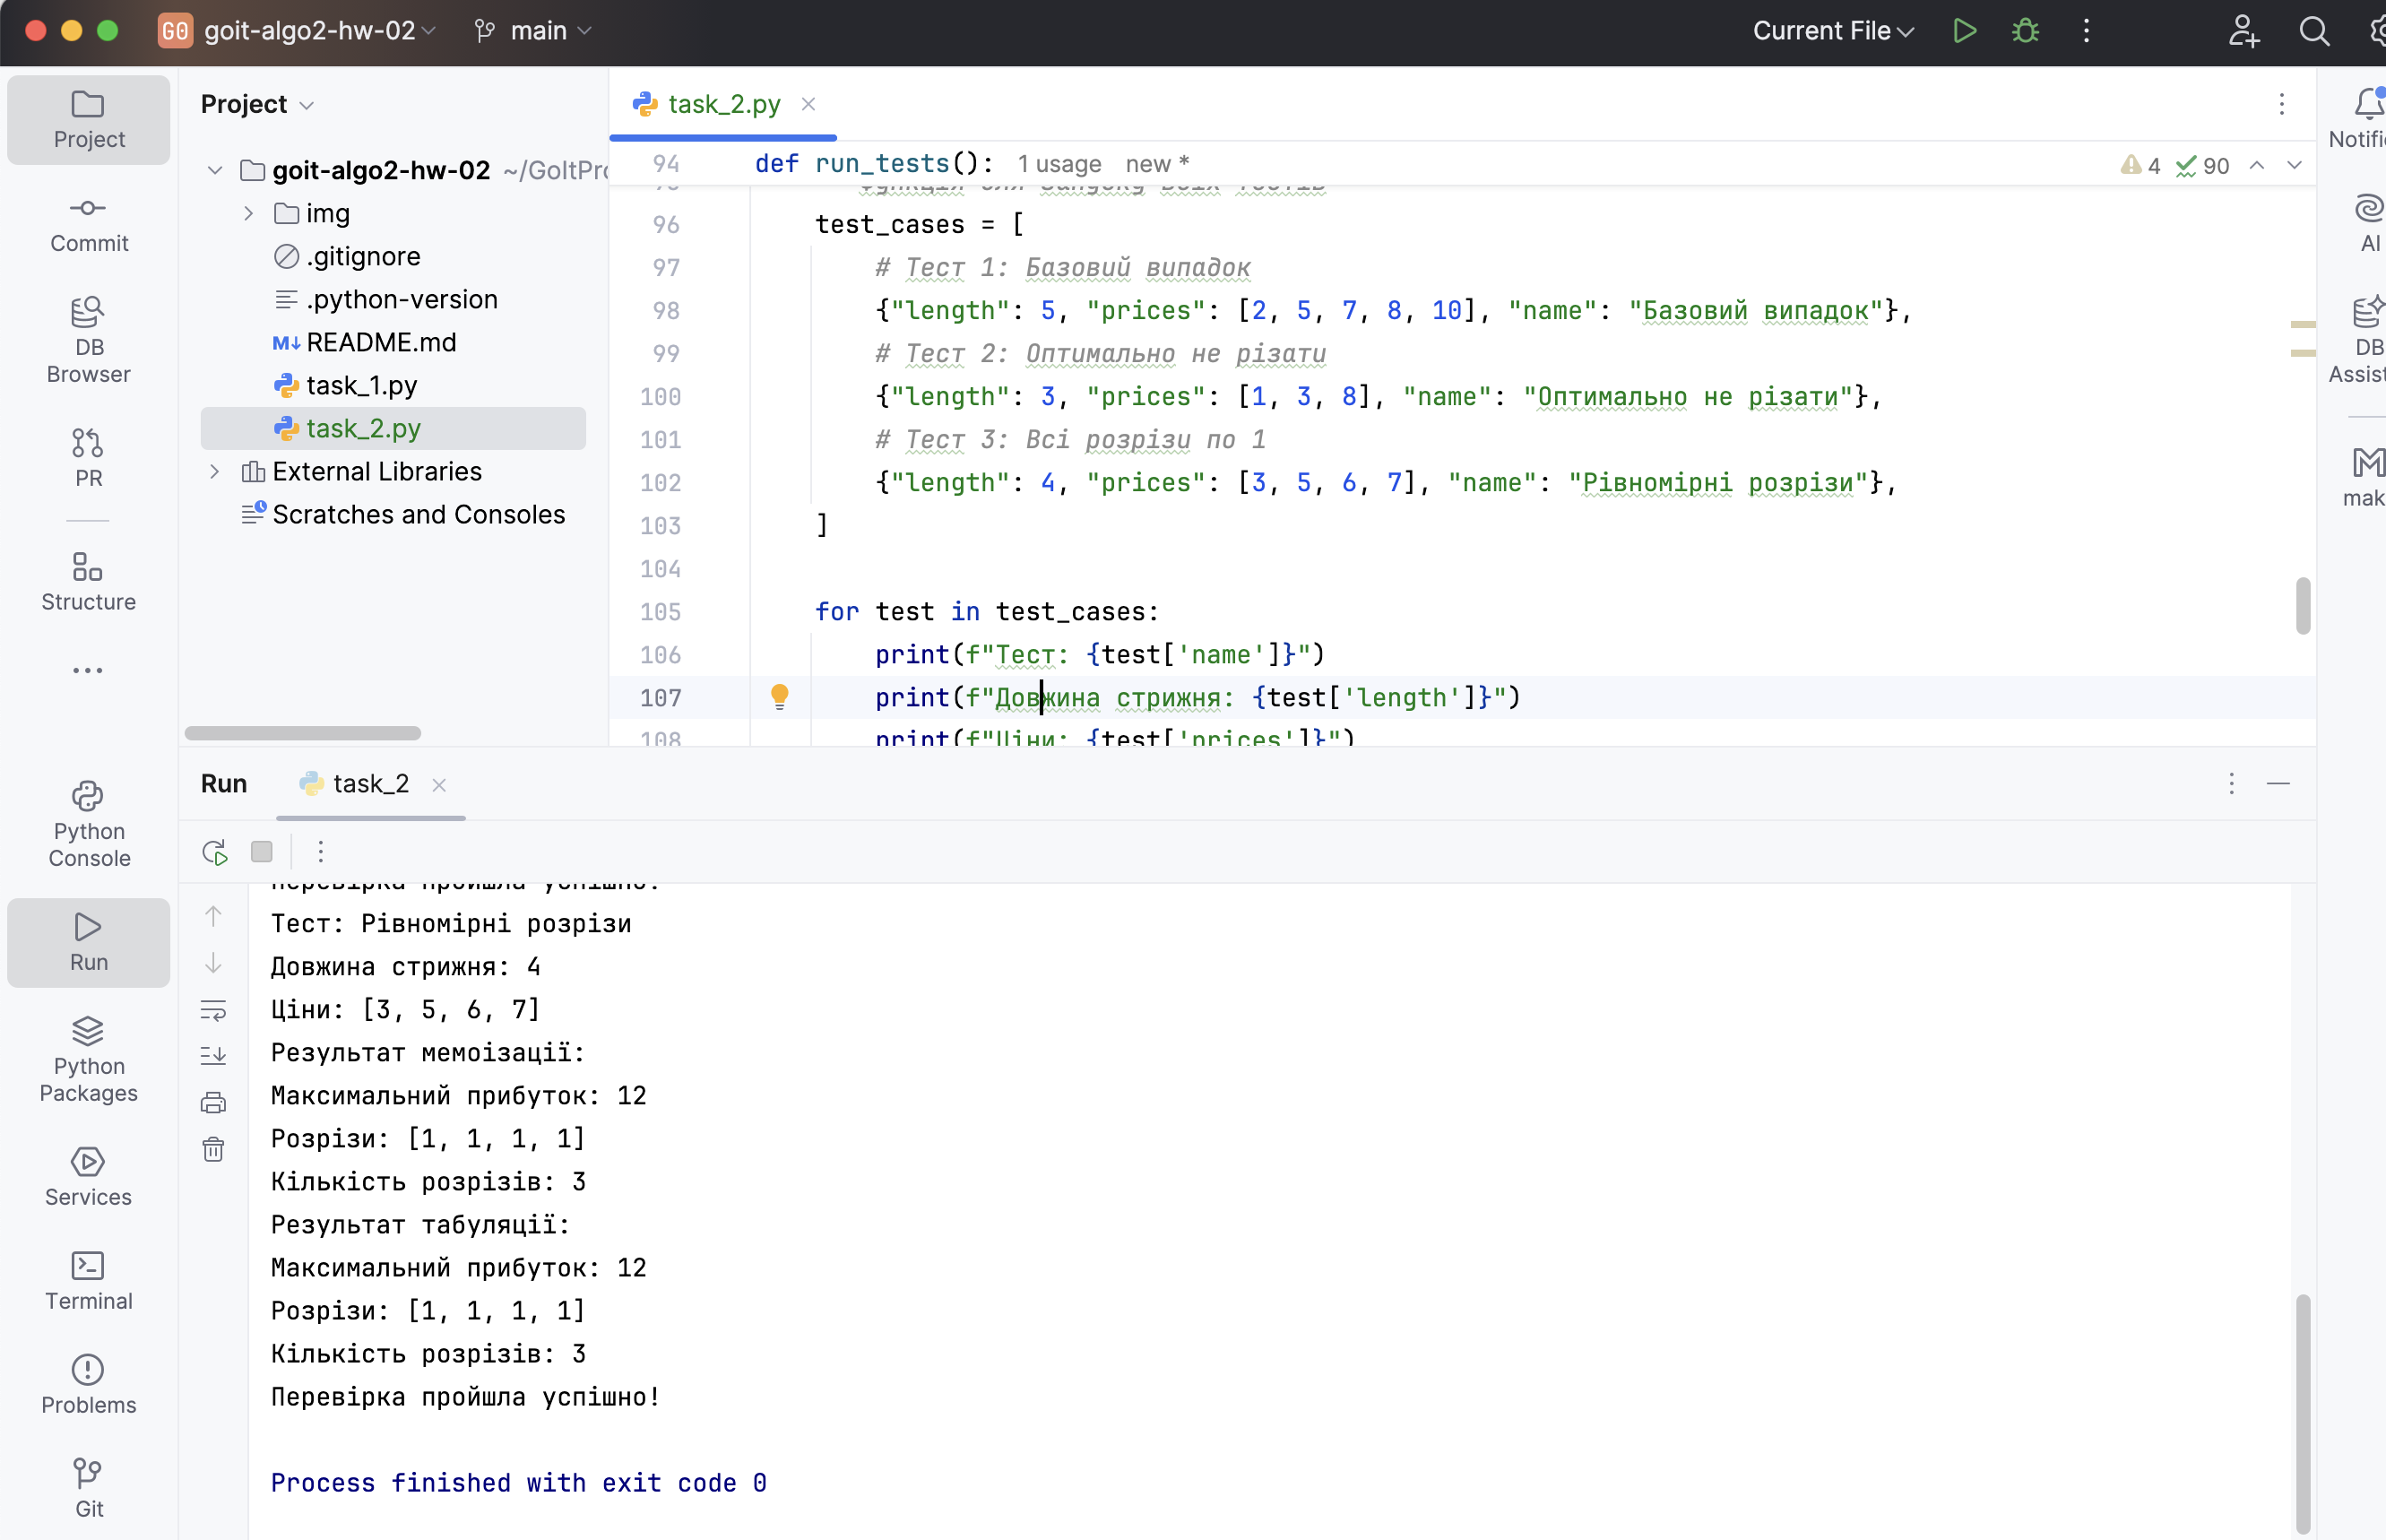 GO goit-algo2-hw-02 main Current File
Project
Commit
DB
Browser
PR
Structure
Python
Console
Run
Python
Packages
Services
Terminal
Problems
Git
Project
goit-algo2-hw-02 ~/GoItPro
img
.gitignore
.python-version
M↓ README.md
task_1.py
task_2.py
External Libraries
Scratches and Consoles
task_2.py
94 def run_tests(): 1 usage new *
4 90
96 test_cases = [
97 # Тест 1: Базовий випадок
98 {"length": 5, "prices": [2, 5, 7, 8, 10], "name": "Базовий випадок"},
99 # Тест 2: Оптимально не різати
100 {"length": 3, "prices": [1, 3, 8], "name": "Оптимально не різати"},
101 # Тест 3: Всі розрізи по 1
102 {"length": 4, "prices": [3, 5, 6, 7], "name": "Рівномірні розрізи"},
103 ]
104
105 for test in test_cases:
106 print(f"Тест: {test['name']}")
107 print(f"Довжина стрижня: {test['length']}")
108 print(f"Ціни: {test['prices']}")
Notifi
AI
DB
Assist
mak
Run task_2
Перевірка пройшла успішно!
Тест: Рівномірні розрізи
Довжина стрижня: 4
Ціни: [3, 5, 6, 7]
Результат мемоізації:
Максимальний прибуток: 12
Розрізи: [1, 1, 1, 1]
Кількість розрізів: 3
Результат табуляції:
Максимальний прибуток: 12
Розрізи: [1, 1, 1, 1]
Кількість розрізів: 3
Перевірка пройшла успішно!
Process finished with exit code 0